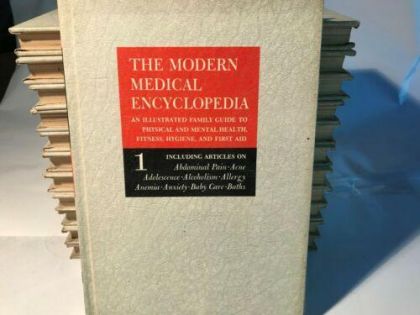 THE MODERN
MEDICAL
ENCYCLOPEDIA
AN ILLUSTRATED FAMILY GUIDE TO
PHYSICAL AND MENTAL HEALTH,
FITNESS, HYGIENE, AND FIRST AID
1 INCLUDING ARTICLES ON
Abdominal Pain · Acne
Adolescence · Alcoholism · Allergy
Anemia · Anxiety · Baby Care · Baths